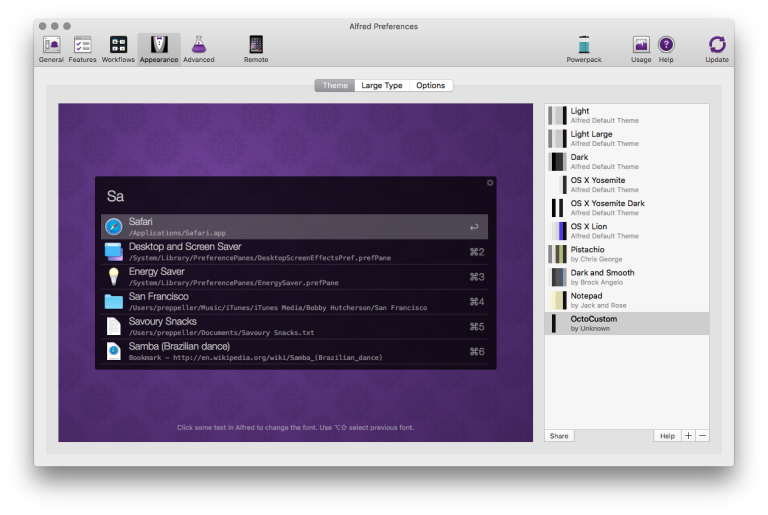 Alfred Preferences
General Features Workflows Appearance Advanced Remote Powerpack Usage Help Update
Theme Large Type Options
Sa
Safari
/Applications/Safari.app
Desktop and Screen Saver
/System/Library/PreferencePanes/DesktopScreenEffectsPref.prefPane
⌘2
Energy Saver
/System/Library/PreferencePanes/EnergySaver.prefPane
⌘3
San Francisco
/Users/preppeller/Music/iTunes/iTunes Media/Bobby Hutcherson/San Francisco
⌘4
Savoury Snacks
/Users/preppeller/Documents/Savoury Snacks.txt
⌘5
Samba (Brazilian dance)
Bookmark – http://en.wikipedia.org/wiki/Samba_(Brazilian_dance)
⌘6
Click some text in Alfred to change the font. Use ⌥⇧ select previous font.
Light
Alfred Default Theme
Light Large
Alfred Default Theme
Dark
Alfred Default Theme
OS X Yosemite
Alfred Default Theme
OS X Yosemite Dark
Alfred Default Theme
OS X Lion
Alfred Default Theme
Pistachio
by Chris George
Dark and Smooth
by Brock Angelo
Notepad
by Jack and Rose
OctoCustom
by Unknown
Share Help + −